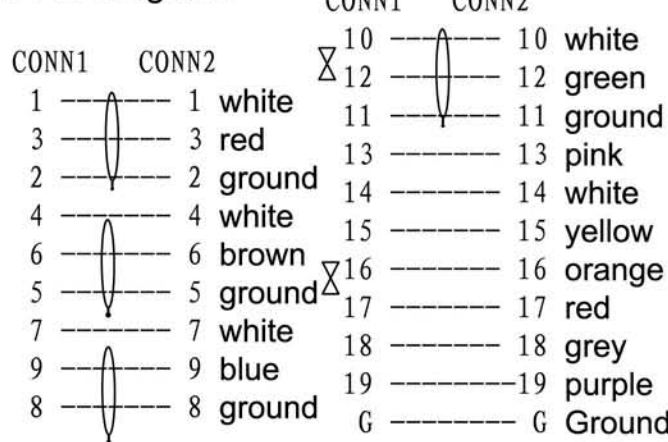 CONN1 CONN2
1 ------- 1 white
3 ------- 3 red
2 ------- 2 ground
4 ------- 4 white
6 ------- 6 brown
5 ------- 5 ground
7 ------- 7 white
9 ------- 9 blue
8 ------- 8 ground
CONN1 CONN2
10 ------- 10 white
12 ------- 12 green
11 ------- 11 ground
13 ------- 13 pink
14 ------- 14 white
15 ------- 15 yellow
16 ------- 16 orange
17 ------- 17 red
18 ------- 18 grey
19 ------- 19 purple
G ------- G Ground